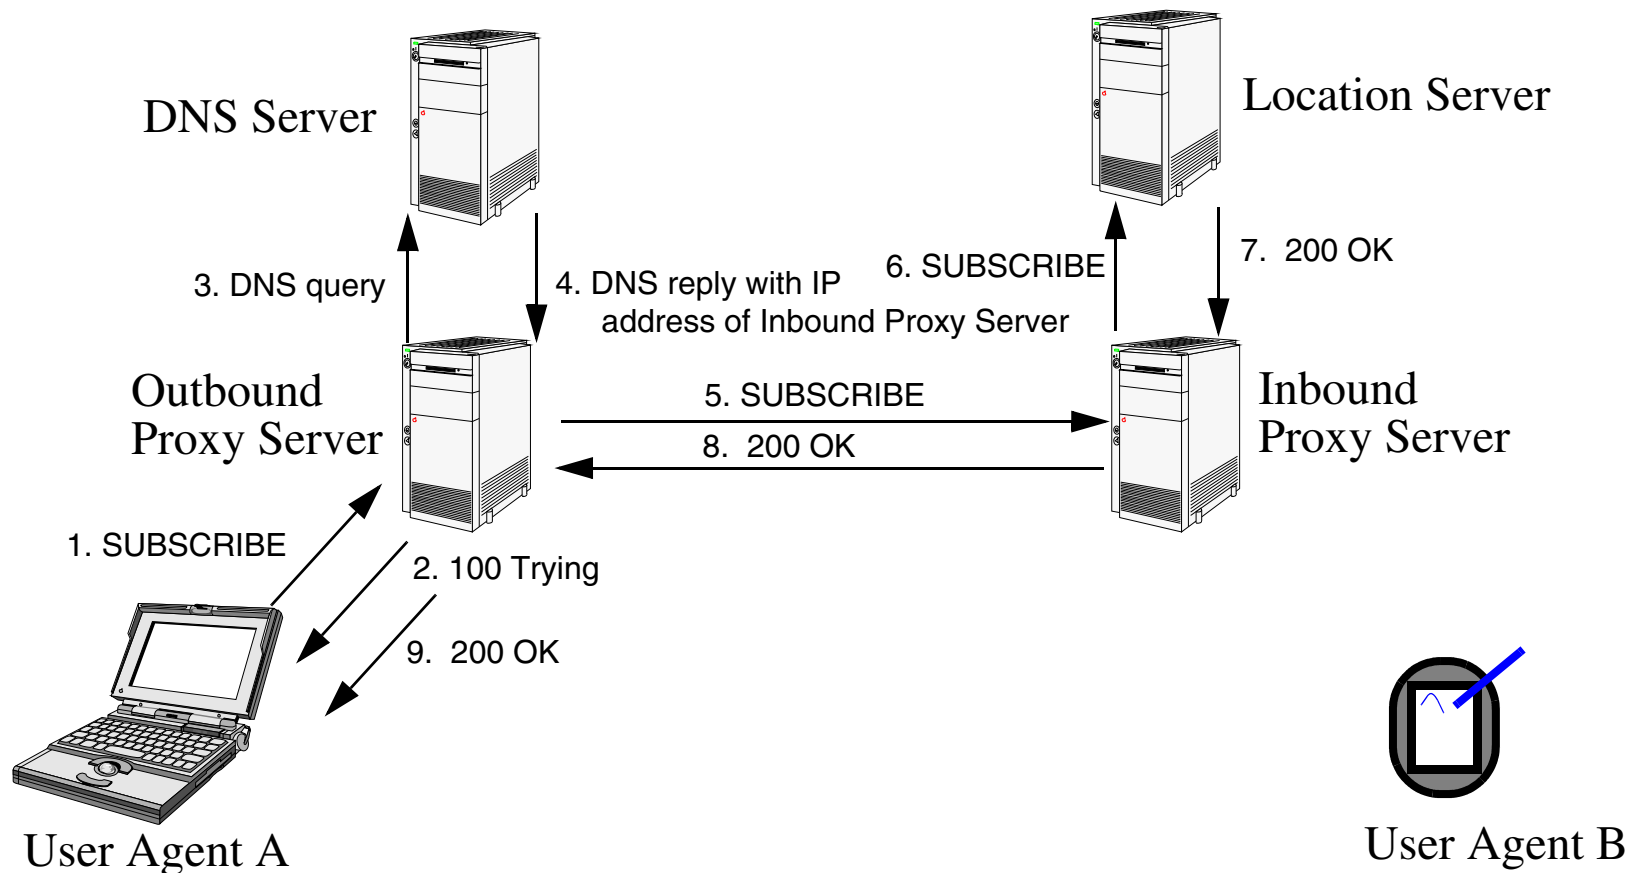 DNS Server
Location Server
3. DNS query
4. DNS reply with IP
address of Inbound Proxy Server
6. SUBSCRIBE
7. 200 OK
Outbound
Proxy Server
5. SUBSCRIBE
8. 200 OK
Inbound
Proxy Server
1. SUBSCRIBE
2. 100 Trying
9. 200 OK
User Agent A
User Agent B